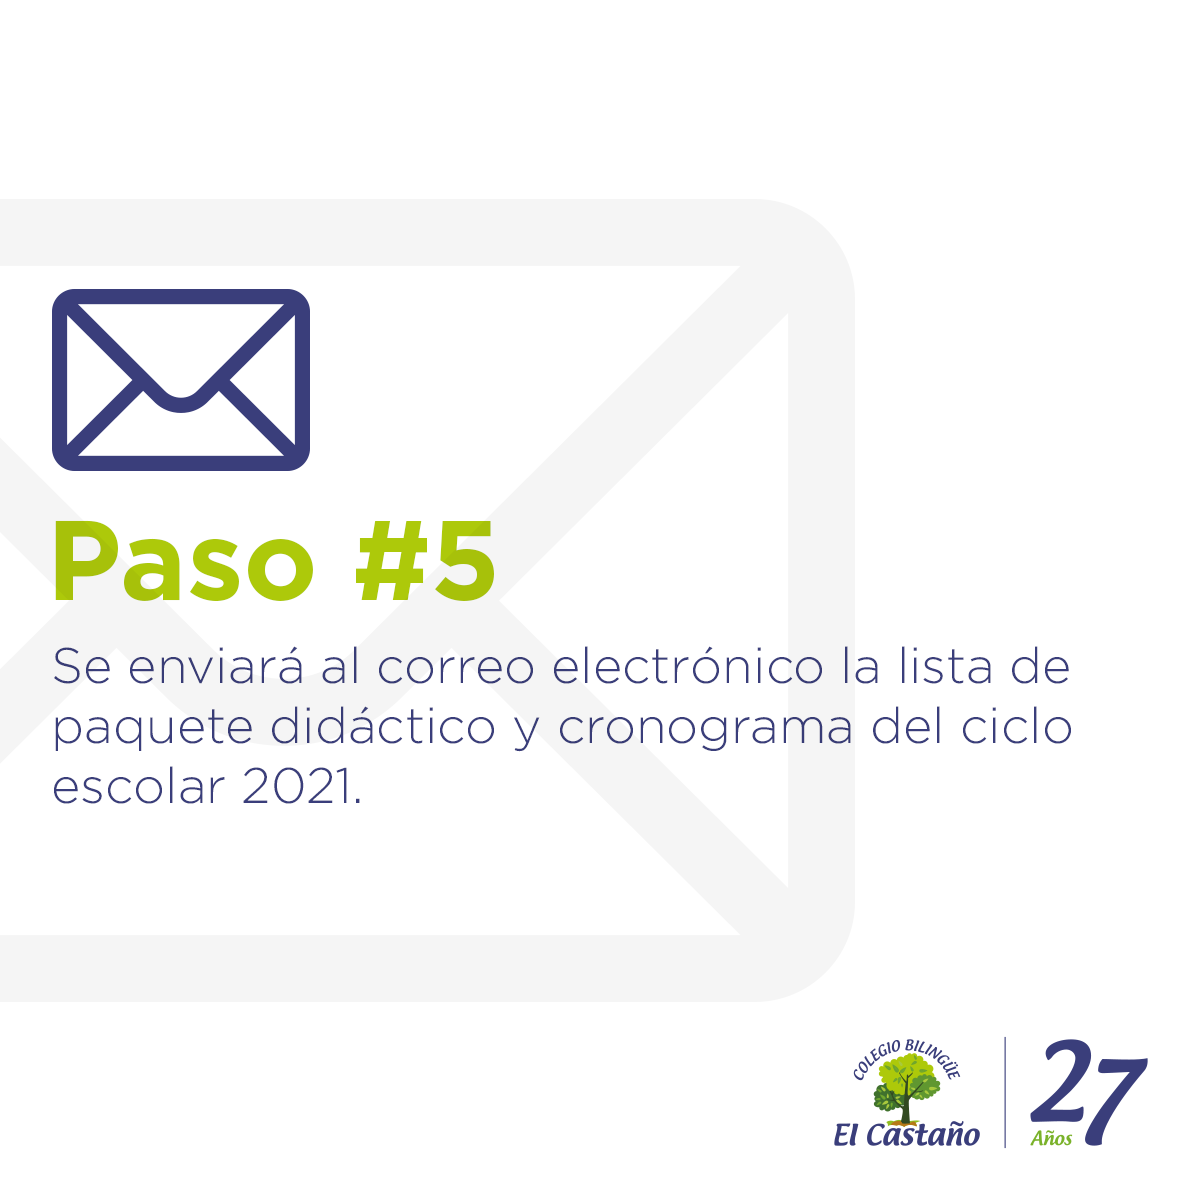 Paso #5
Se enviará al correo electrónico la lista de
paquete didáctico y cronograma del ciclo
escolar 2021.
COLEGIO BILINGÜE
El Castaño
27
Años